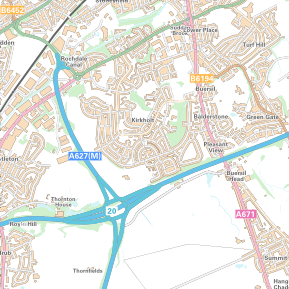 B6452
Lower Place
Turf Hill
Rochdale
Canal
B6194
Buersil
Kirkholt
Balderstone
Green Gate
Pleasant
View
A627(M)
Buersil
Head
Thornton
House
20
A671
Thornfields
Summit